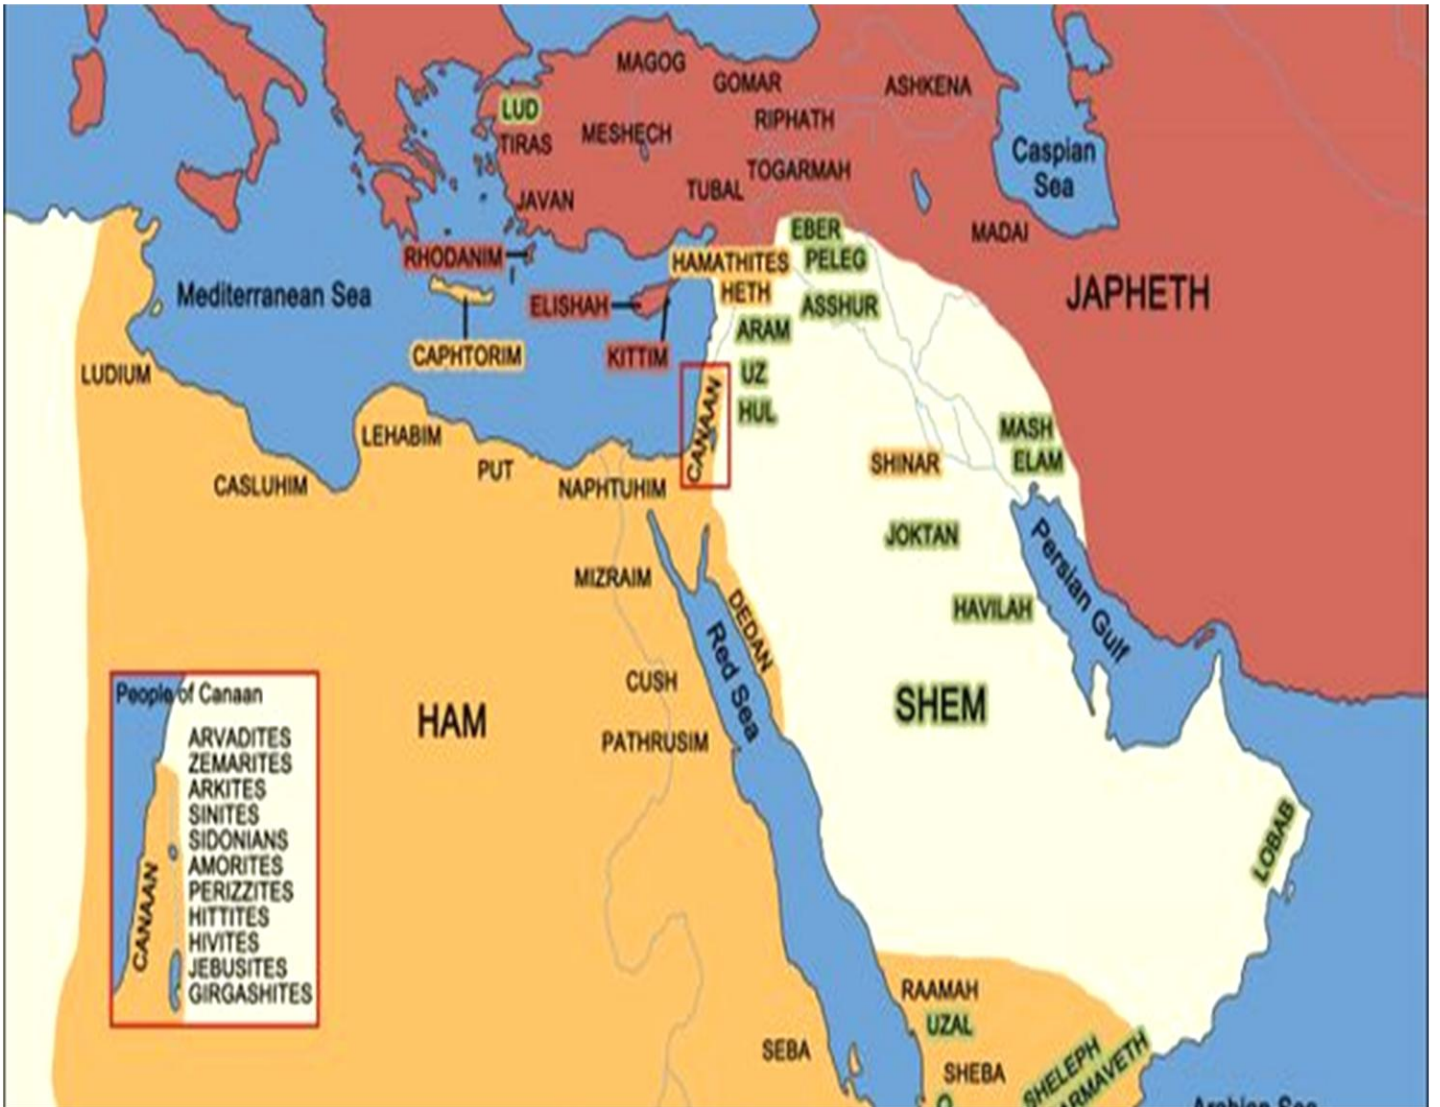 MAGOG
GOMAR
ASHKENA
LUD
RIPHATH
TIRAS
MESHECH
Caspian
Sea
TOGARMAH
TUBAL
JAVAN
EBER
MADAI
RHODANIM
HAMATHITES
PELEG
Mediterranean Sea
HETH
JAPHETH
ELISHAH
ASSHUR
ARAM
CAPHTORIM
KITTIM
LUDIUM
UZ
CANAAN
HUL
LEHABIM
MASH
PUT
SHINAR
ELAM
CASLUHIM
NAPHTUHIM
JOKTAN
Persian Gulf
MIZRAIM
DEDAN
HAVILAH
Red Sea
CUSH
HAM
SHEM
PATHRUSIM
People of Canaan
ARVADITES
ZEMARITES
ARKITES
SINITES
SIDONIANS
AMORITES
PERIZZITES
HITTITES
HIVITES
JEBUSITES
GIRGASHITES
CANAAN
LOBAB
RAAMAH
UZAL
SEBA
SHEBA
SHELEPH
ARMAVETH
Arabian Sea